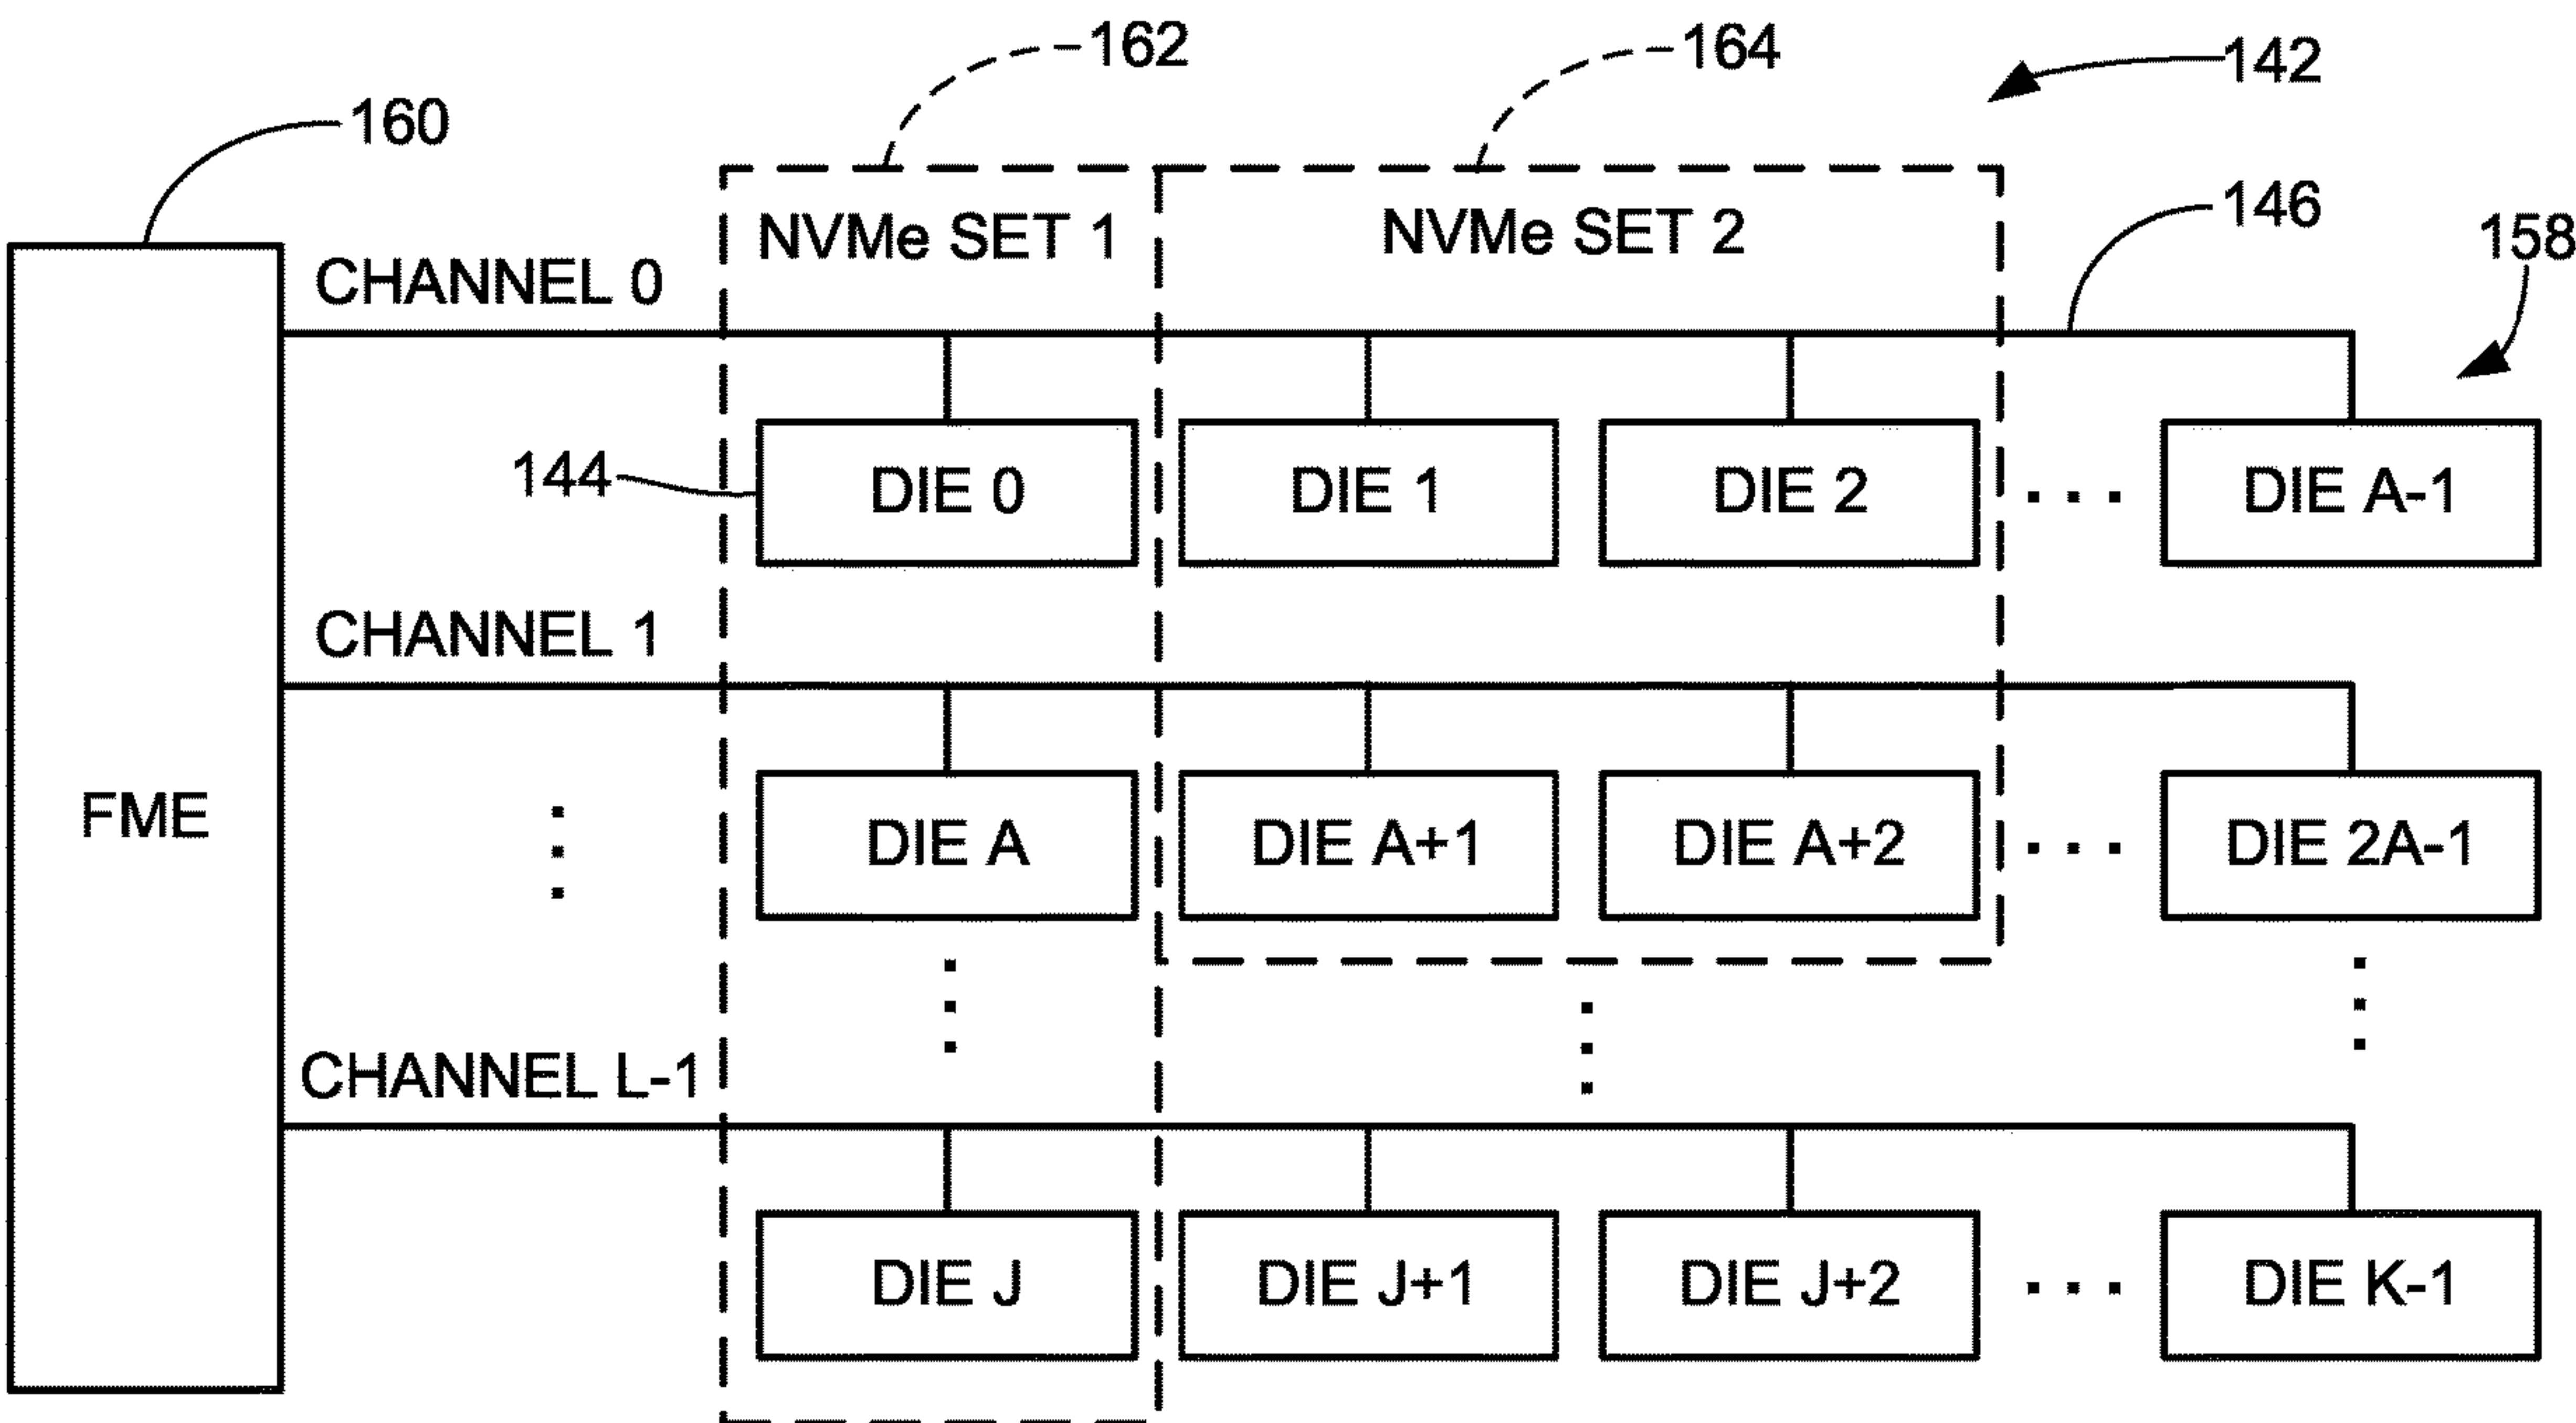 162
164
142
160
146
158
NVMe SET 1
NVMe SET 2
CHANNEL 0
144
DIE 0
DIE 1
DIE 2
. . .
DIE A-1
CHANNEL 1
FME
DIE A
DIE A+1
DIE A+2
. . .
DIE 2A-1
CHANNEL L-1
DIE J
DIE J+1
DIE J+2
. . .
DIE K-1